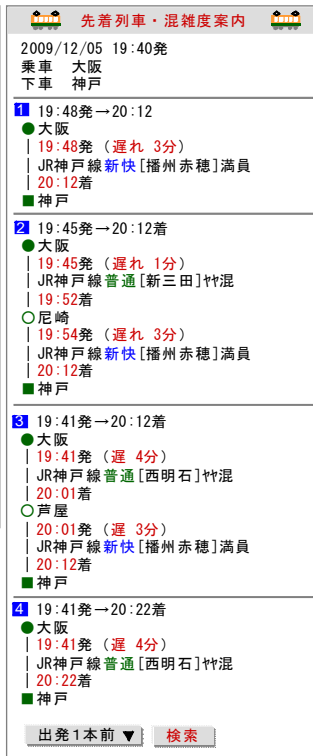 先着列車・混雑度案内
2009/12/05 19:40発
乗車 大阪
下車 神戸
1 19:48発→20:12
●大阪
| 19:48発 (遅れ 3分)
| JR神戸線新快[播州赤穂]満員
| 20:12着
■神戸
2 19:45発→20:12着
●大阪
| 19:45発 (遅れ 1分)
| JR神戸線普通[新三田]ﾔﾔ混
| 19:52着
○尼崎
| 19:54発 (遅れ 3分)
| JR神戸線新快[播州赤穂]満員
| 20:12着
■神戸
3 19:41発→20:12着
●大阪
| 19:41発 (遅 4分)
| JR神戸線普通[西明石]ﾔﾔ混
| 20:01着
○芦屋
| 20:01発 (遅 3分)
| JR神戸線新快[播州赤穂]満員
| 20:12着
■神戸
4 19:41発→20:22着
●大阪
| 19:41発 (遅 4分)
| JR神戸線普通[西明石]ﾔﾔ混
| 20:22着
■神戸
出発1本前 ▼ 検索